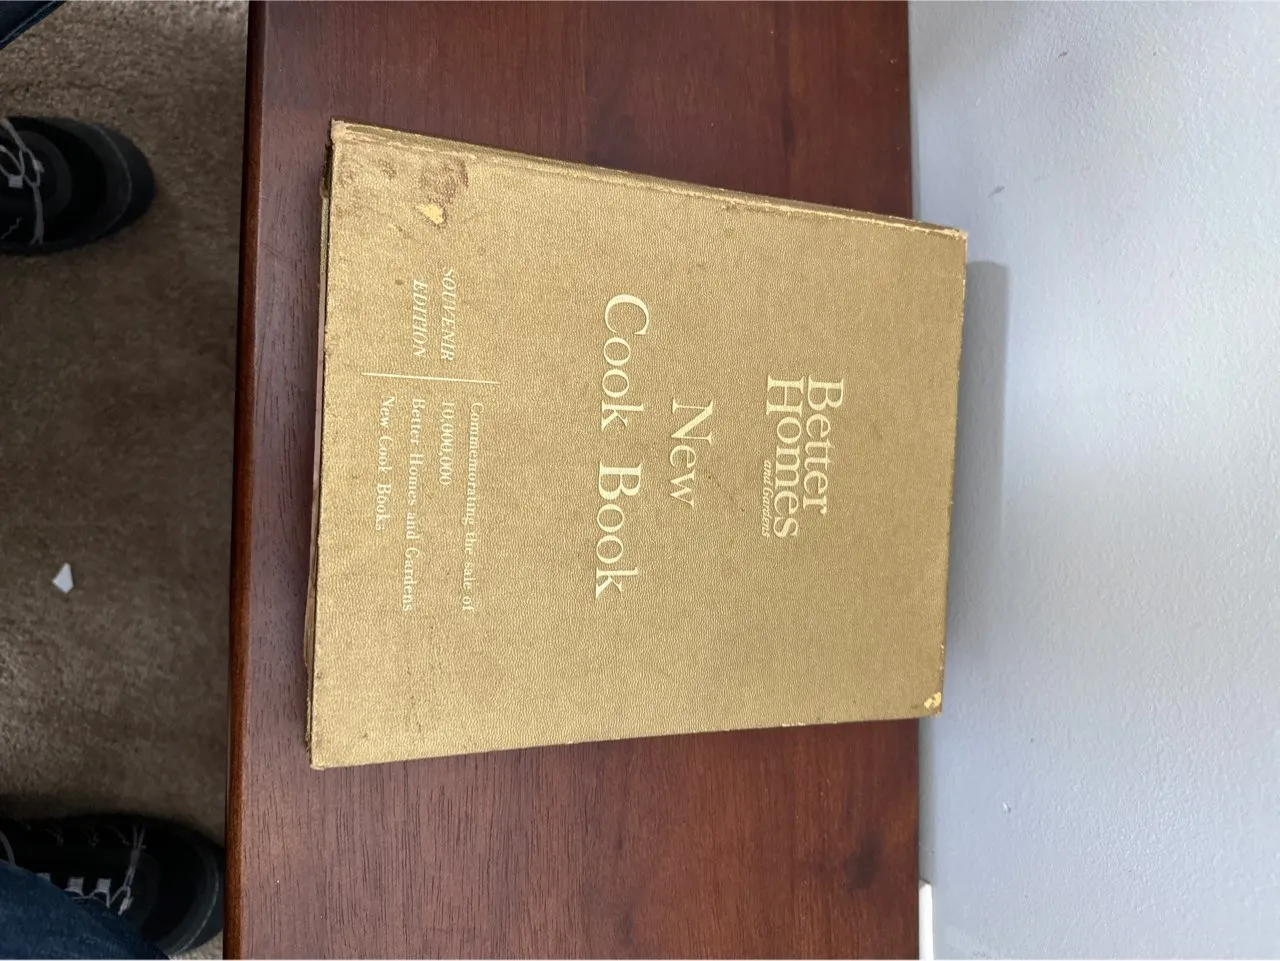 Better
Homes
and Gardens
New
Cook Book
SOUVENIR
EDITION
Commemorating the sale of
10,000,000
Better Homes and Gardens
New Cook Books